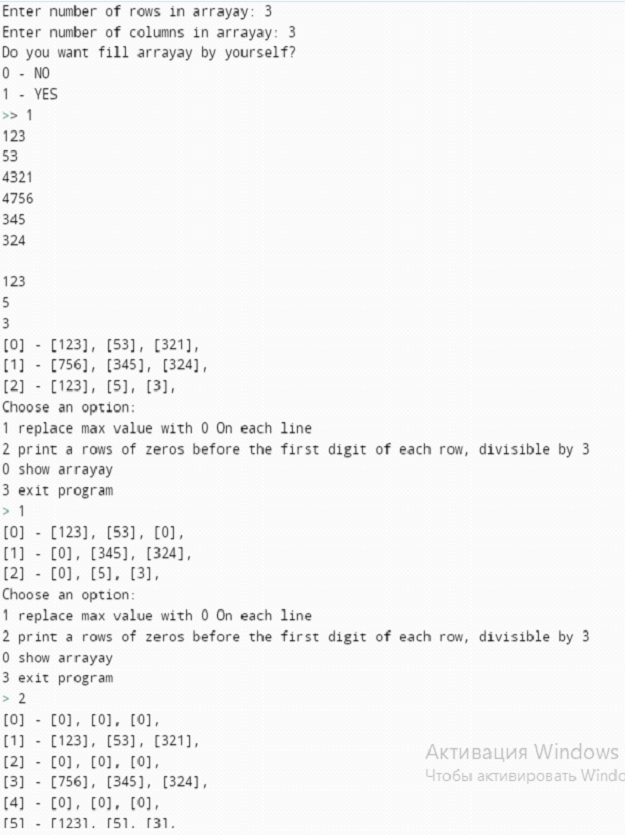 Enter number of rows in arrayay: 3
Enter number of columns in arrayay: 3
Do you want fill arrayay by yourself?
0 - NO
1 - YES
>> 1
123
53
4321
4756
345
324
123
5
3
[0] - [123], [53], [321],
[1] - [756], [345], [324],
[2] - [123], [5], [3],
Choose an option:
1 replace max value with 0 On each line
2 print a rows of zeros before the first digit of each row, divisible by 3
0 show arrayay
3 exit program
> 1
[0] - [123], [53], [0],
[1] - [0], [345], [324],
[2] - [0], [5], [3],
Choose an option:
1 replace max value with 0 On each line
2 print a rows of zeros before the first digit of each row, divisible by 3
0 show arrayay
3 exit program
> 2
[0] - [0], [0], [0],
[1] - [123], [53], [321],
[2] - [0], [0], [0],
[3] - [756], [345], [324],
[4] - [0], [0], [0],
[5] - [123], [5], [3],
Активация Windows
Чтобы активировать Windo